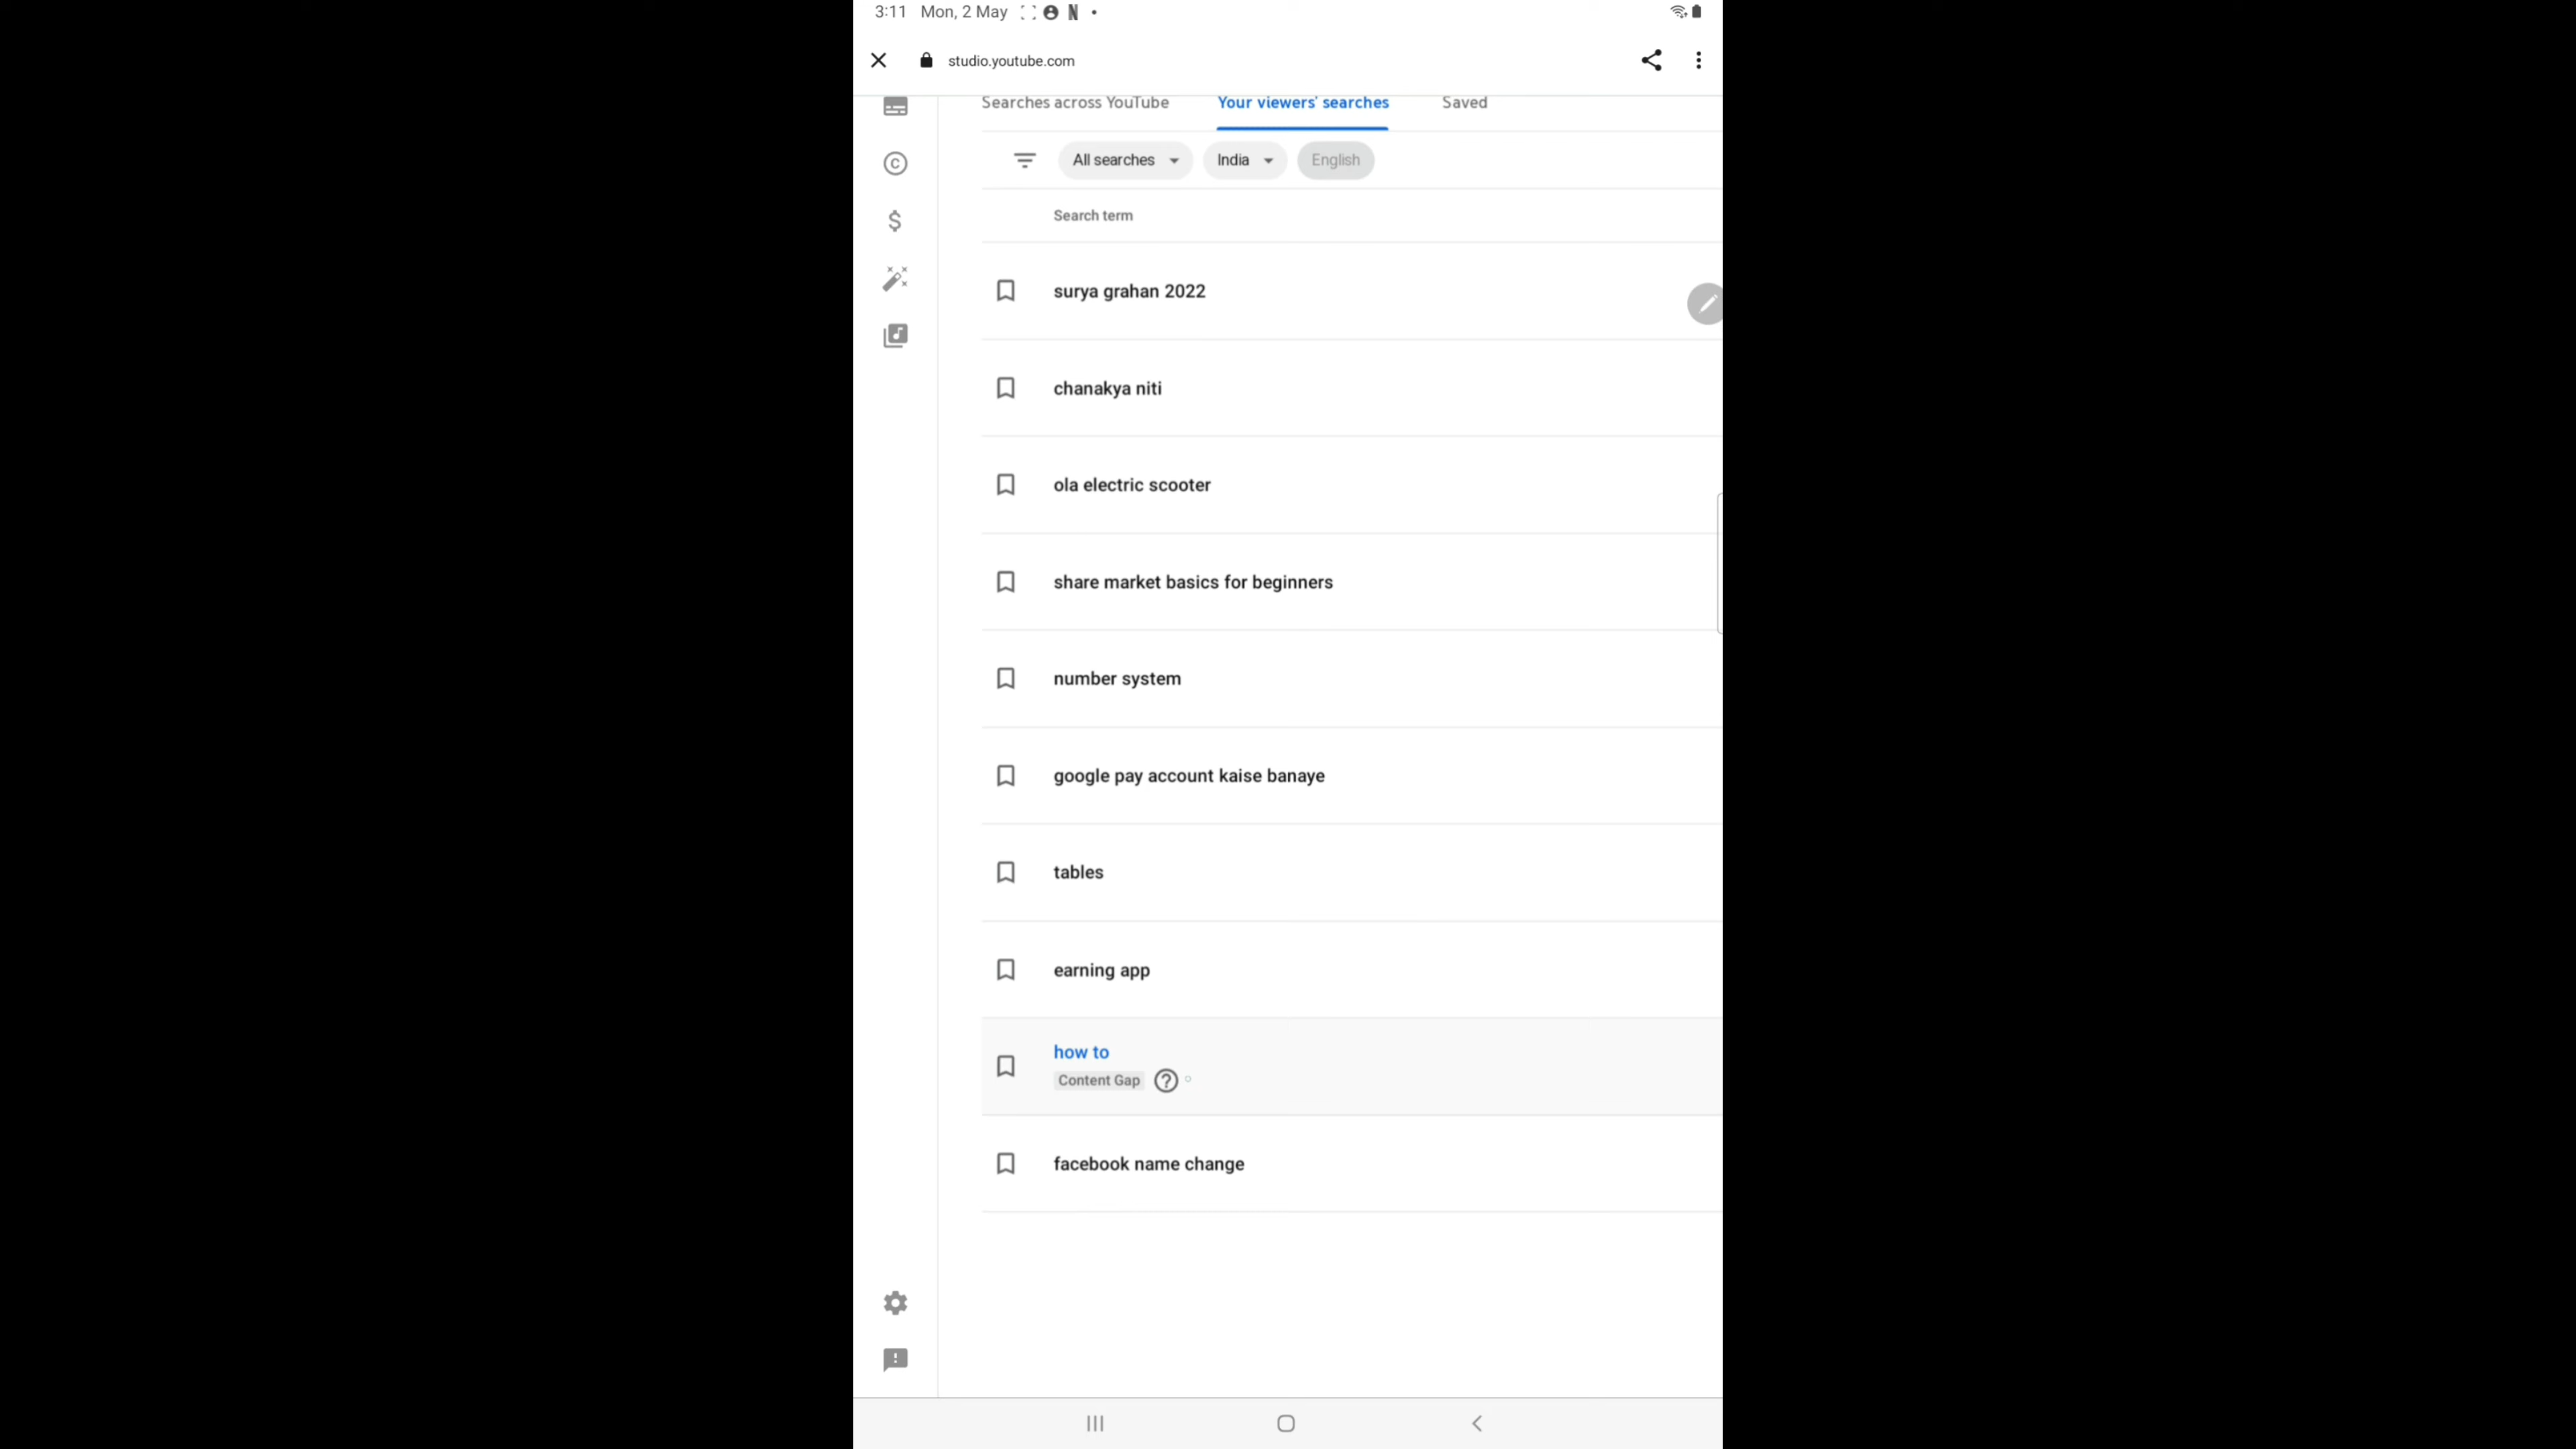 3:11 Mon, 2 May
studio.youtube.com
Searches across YouTube Your viewers' searches Saved
All searches India English
Search term
surya grahan 2022
chanakya niti
ola electric scooter
share market basics for beginners
number system
google pay account kaise banaye
tables
earning app
how to
Content Gap
facebook name change